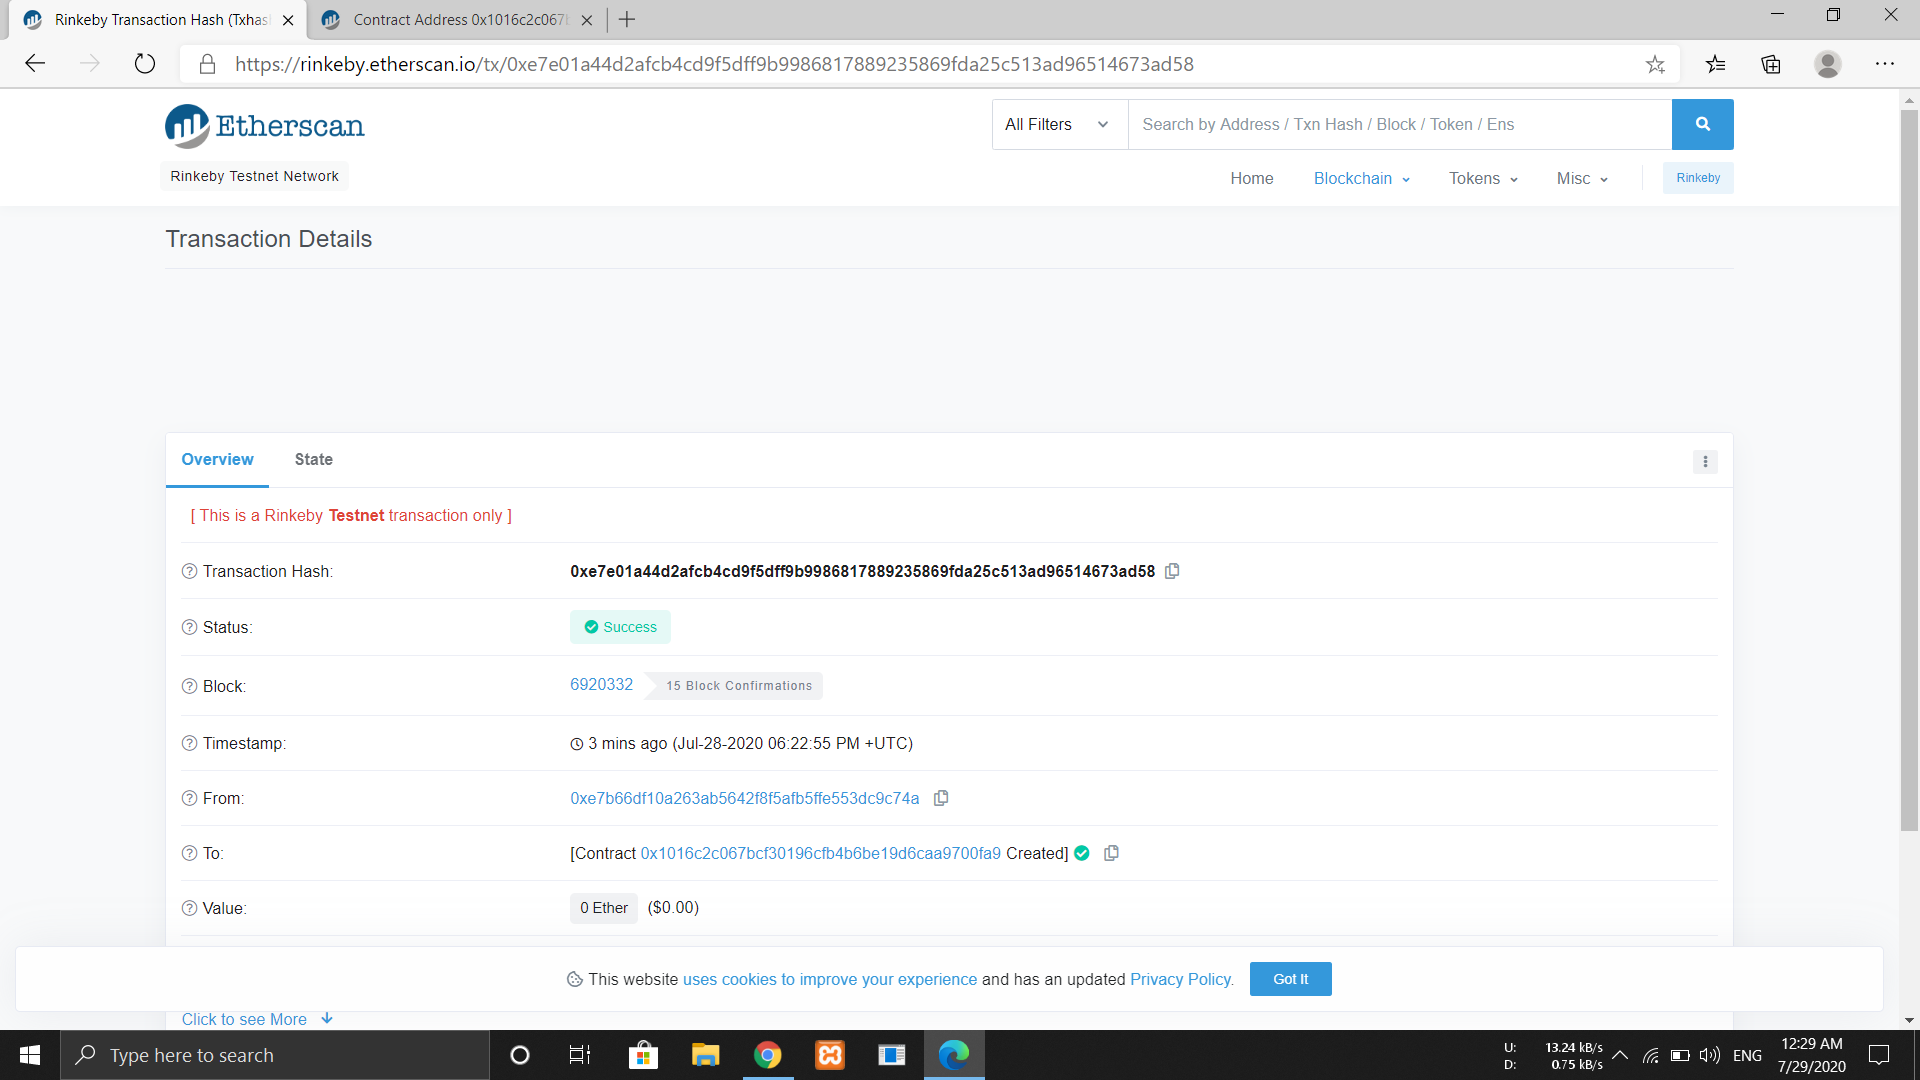 Rinkeby Transaction Hash (Txhas
Contract Address 0x1016c2c067b
https://rinkeby.etherscan.io/tx/0xe7e01a44d2afcb4cd9f5dff9b9986817889235869fda25c513ad96514673ad58
Etherscan
All Filters
Search by Address / Txn Hash / Block / Token / Ens
Rinkeby Testnet Network
Home
Blockchain
Tokens
Misc
Rinkeby
Transaction Details
Overview
State
[ This is a Rinkeby Testnet transaction only ]
Transaction Hash:
0xe7e01a44d2afcb4cd9f5dff9b9986817889235869fda25c513ad96514673ad58
Status:
Success
Block:
6920332
15 Block Confirmations
Timestamp:
3 mins ago (Jul-28-2020 06:22:55 PM +UTC)
From:
0xe7b66df10a263ab5642f8f5afb5ffe553dc9c74a
To:
[Contract 0x1016c2c067bcf30196cfb4b6be19d6caa9700fa9 Created]
Value:
0 Ether ($0.00)
This website uses cookies to improve your experience and has an updated Privacy Policy.
Got It
Click to see More
Type here to search
U: 13.24 kB/s
D: 0.75 kB/s
ENG
12:29 AM
7/29/2020